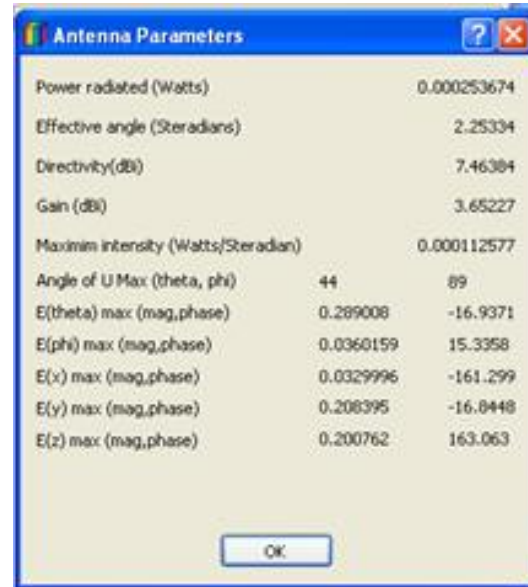 Antenna Parameters
Power radiated (Watts) 0.000253674
Effective angle (Steradians) 2.25334
Directivity(dBi) 7.46384
Gain (dBi) 3.65227
Maximim intensity (Watts/Steradian) 0.000112577
Angle of U Max (theta, phi) 44 89
E(theta) max (mag,phase) 0.289008 -16.9371
E(phi) max (mag,phase) 0.0360159 15.3358
E(x) max (mag,phase) 0.0329996 -161.299
E(y) max (mag,phase) 0.208395 -16.8448
E(z) max (mag,phase) 0.200762 163.063
OK